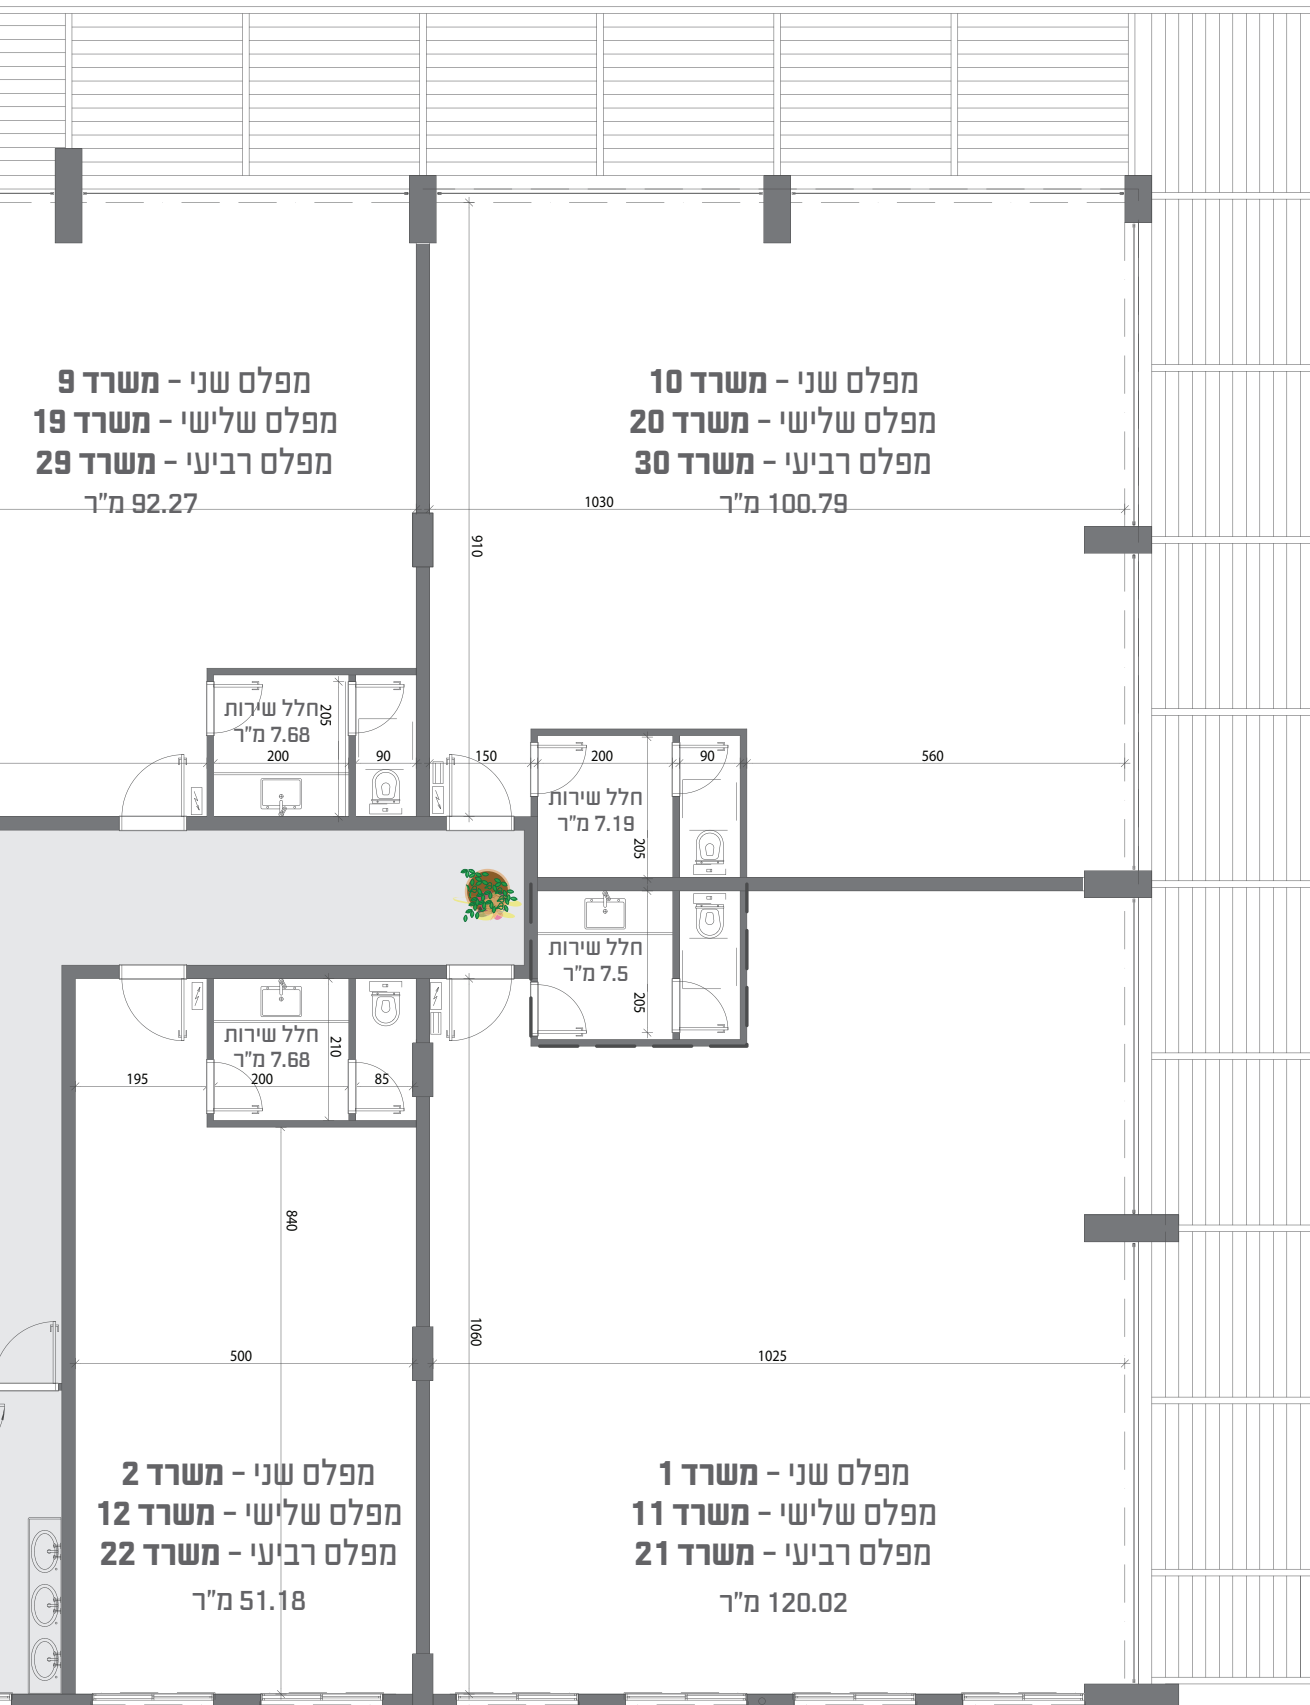 מפלס שני - משרד 10
מפלס שלישי - משרד 20
מפלס רביעי - משרד 30
100.79 מ"ר
1030
910
מפלס שני - משרד 9
מפלס שלישי - משרד 19
מפלס רביעי - משרד 29
92.27 מ"ר
חלל שירות
7.68 מ"ר
205
200
90
150
200
90
560
חלל שירות
7.19 מ"ר
205
חלל שירות
7.5 מ"ר
205
חלל שירות
7.68 מ"ר
210
195
200
85
840
1060
500
1025
מפלס שני - משרד 1
מפלס שלישי - משרד 11
מפלס רביעי - משרד 21
120.02 מ"ר
מפלס שני - משרד 2
מפלס שלישי - משרד 12
מפלס רביעי - משרד 22
51.18 מ"ר